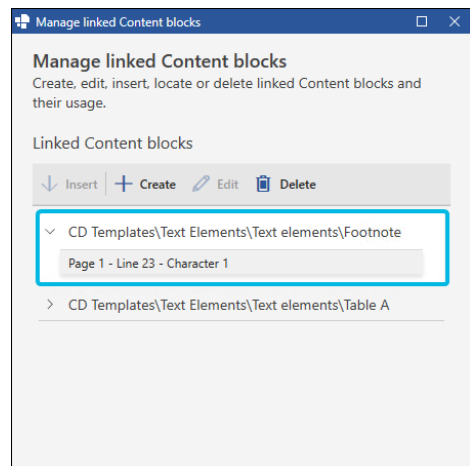 Manage linked Content blocks
Manage linked Content blocks
Create, edit, insert, locate or delete linked Content blocks and
their usage.
Linked Content blocks
Insert Create Edit Delete
CD Templates\Text Elements\Text elements\Footnote
Page 1 - Line 23 - Character 1
CD Templates\Text Elements\Text elements\Table A